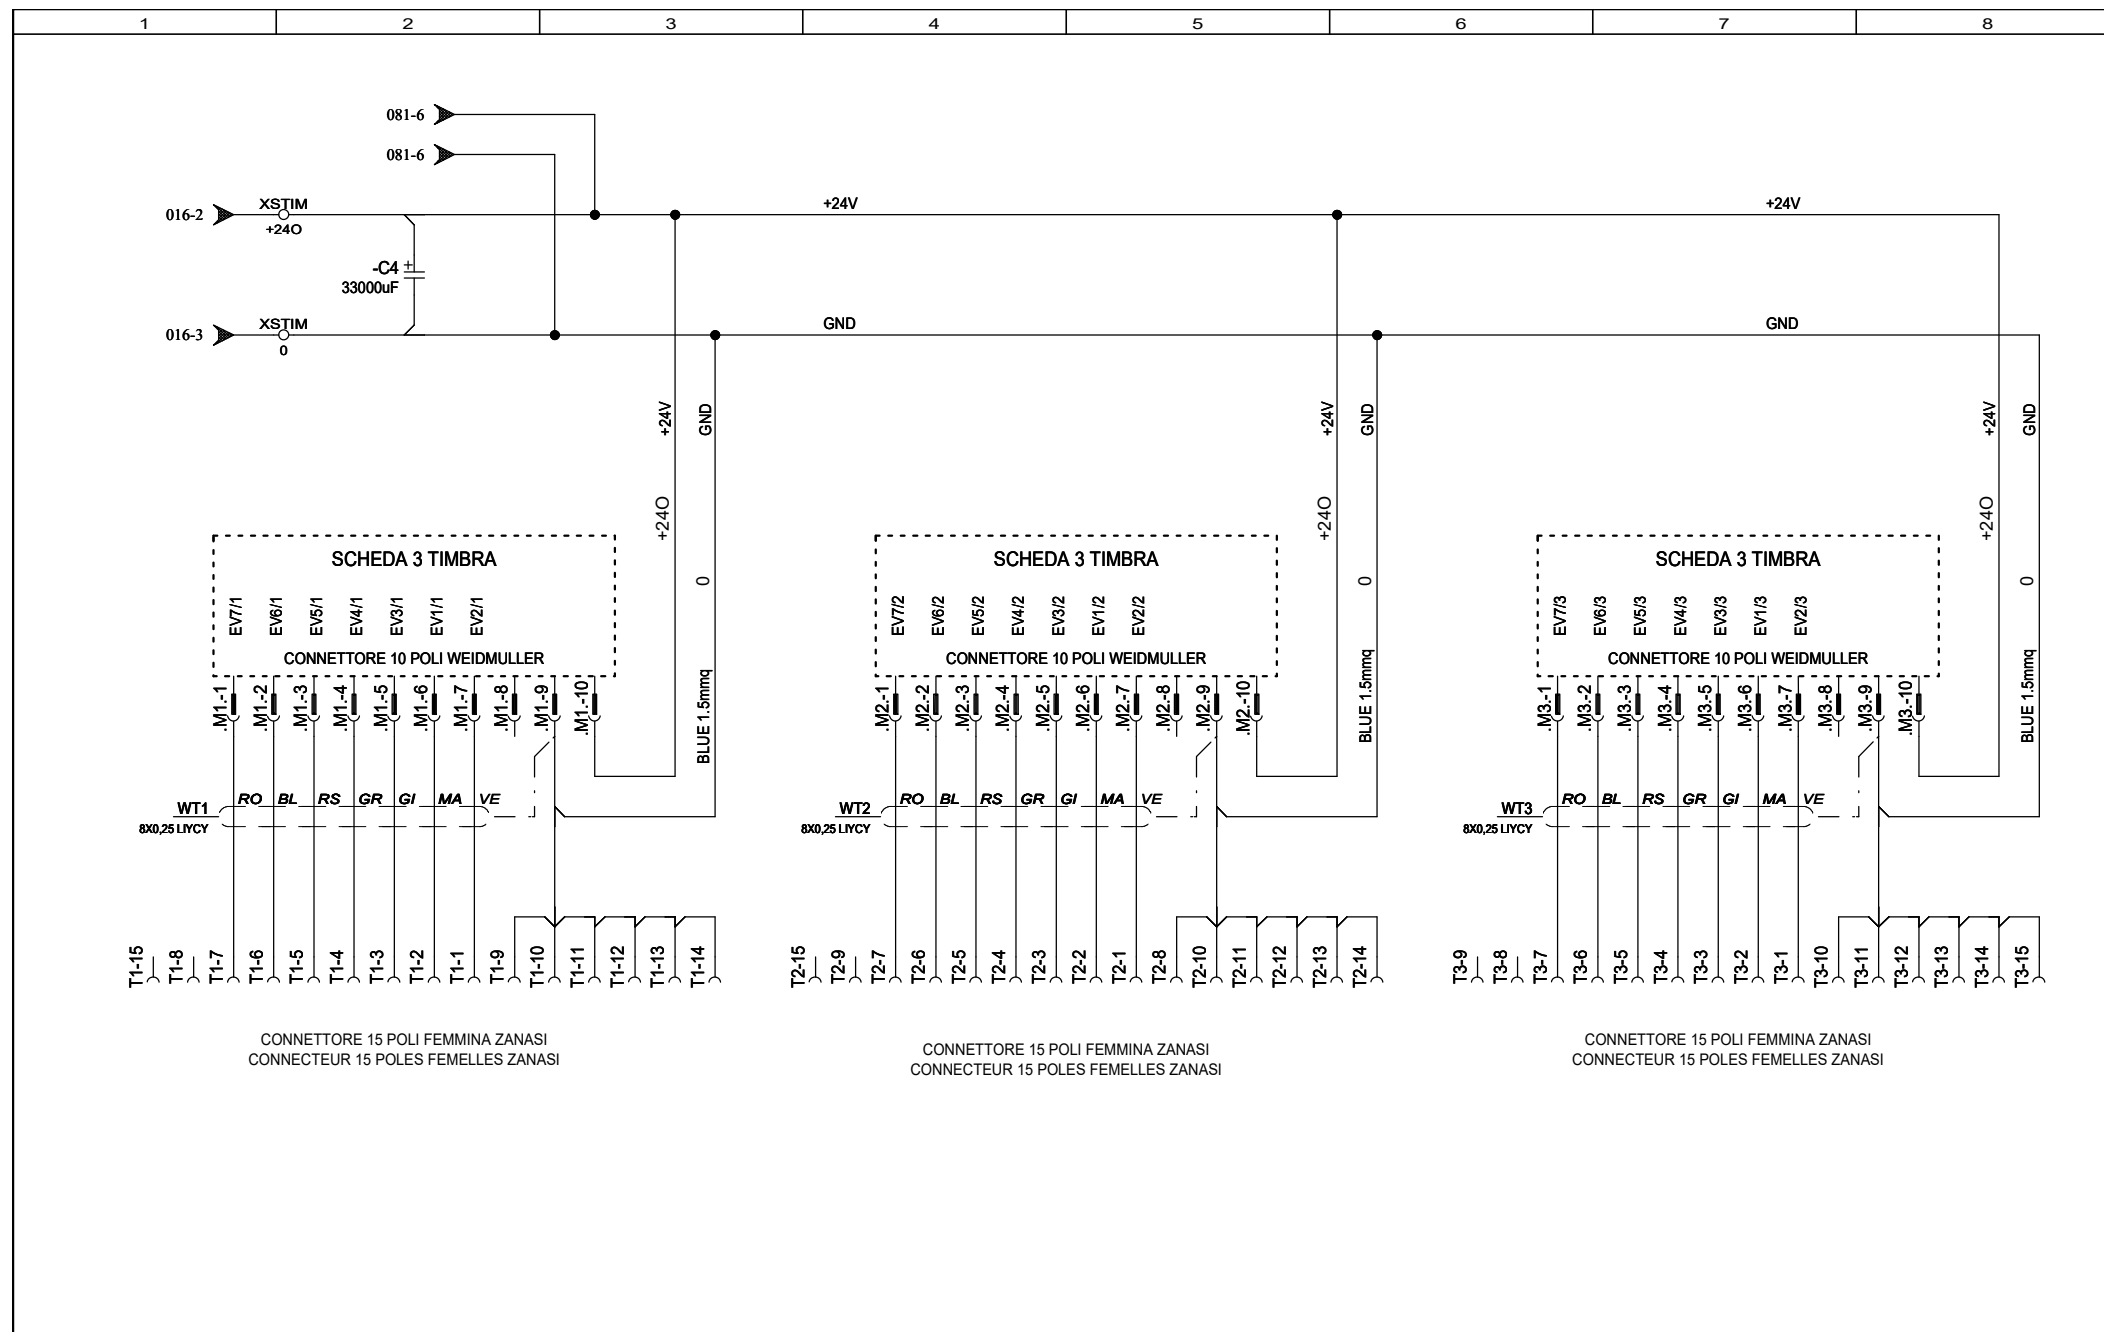 1 2 3 4 5 6 7 8
081-6
081-6
016-2 XSTIM +24V +24V
+24O
-C4 +
33000uF
016-3 XSTIM GND GND
0
+24V GND +24V GND +24V GND
+24O +24O +24O
0 0 0
SCHEDA 3 TIMBRA SCHEDA 3 TIMBRA SCHEDA 3 TIMBRA
EV7/1 EV6/1 EV5/1 EV4/1 EV3/1 EV1/1 EV2/1 EV7/2 EV6/2 EV5/2 EV4/2 EV3/2 EV1/2 EV2/2 EV7/3 EV6/3 EV5/3 EV4/3 EV3/3 EV1/3 EV2/3
CONNETTORE 10 POLI WEIDMULLER CONNETTORE 10 POLI WEIDMULLER CONNETTORE 10 POLI WEIDMULLER
.M1.-1 .M1.-2 .M1.-3 .M1.-4 .M1.-5 .M1.-6 .M1.-7 .M1.-8 .M1.-9 .M1.-10 BLUE 1.5mmq .M2.-1 .M2.-2 .M2.-3 .M2.-4 .M2.-5 .M2.-6 .M2.-7 .M2.-8 .M2.-9 .M2.-10 BLUE 1.5mmq .M3.-1 .M3.-2 .M3.-3 .M3.-4 .M3.-5 .M3.-6 .M3.-7 .M3.-8 .M3.-9 .M3.-10 BLUE 1.5mmq
WT1 RO BL RS GR GI MA VE WT2 RO BL RS GR GI MA VE WT3 RO BL RS GR GI MA VE
8X0,25 LIYCY 8X0,25 LIYCY 8X0,25 LIYCY
T1-15 T1-8 T1-7 T1-6 T1-5 T1-4 T1-3 T1-2 T1-1 T1-9 T1-10 T1-11 T1-12 T1-13 T1-14 T2-15 T2-9 T2-7 T2-6 T2-5 T2-4 T2-3 T2-2 T2-1 T2-8 T2-10 T2-11 T2-12 T2-13 T2-14 T3-9 T3-8 T3-7 T3-6 T3-5 T3-4 T3-3 T3-2 T3-1 T3-10 T3-11 T3-12 T3-13 T3-14 T3-15
CONNETTORE 15 POLI FEMMINA ZANASI
CONNECTEUR 15 POLES FEMELLES ZANASI
CONNETTORE 15 POLI FEMMINA ZANASI
CONNECTEUR 15 POLES FEMELLES ZANASI
CONNETTORE 15 POLI FEMMINA ZANASI
CONNECTEUR 15 POLES FEMELLES ZANASI